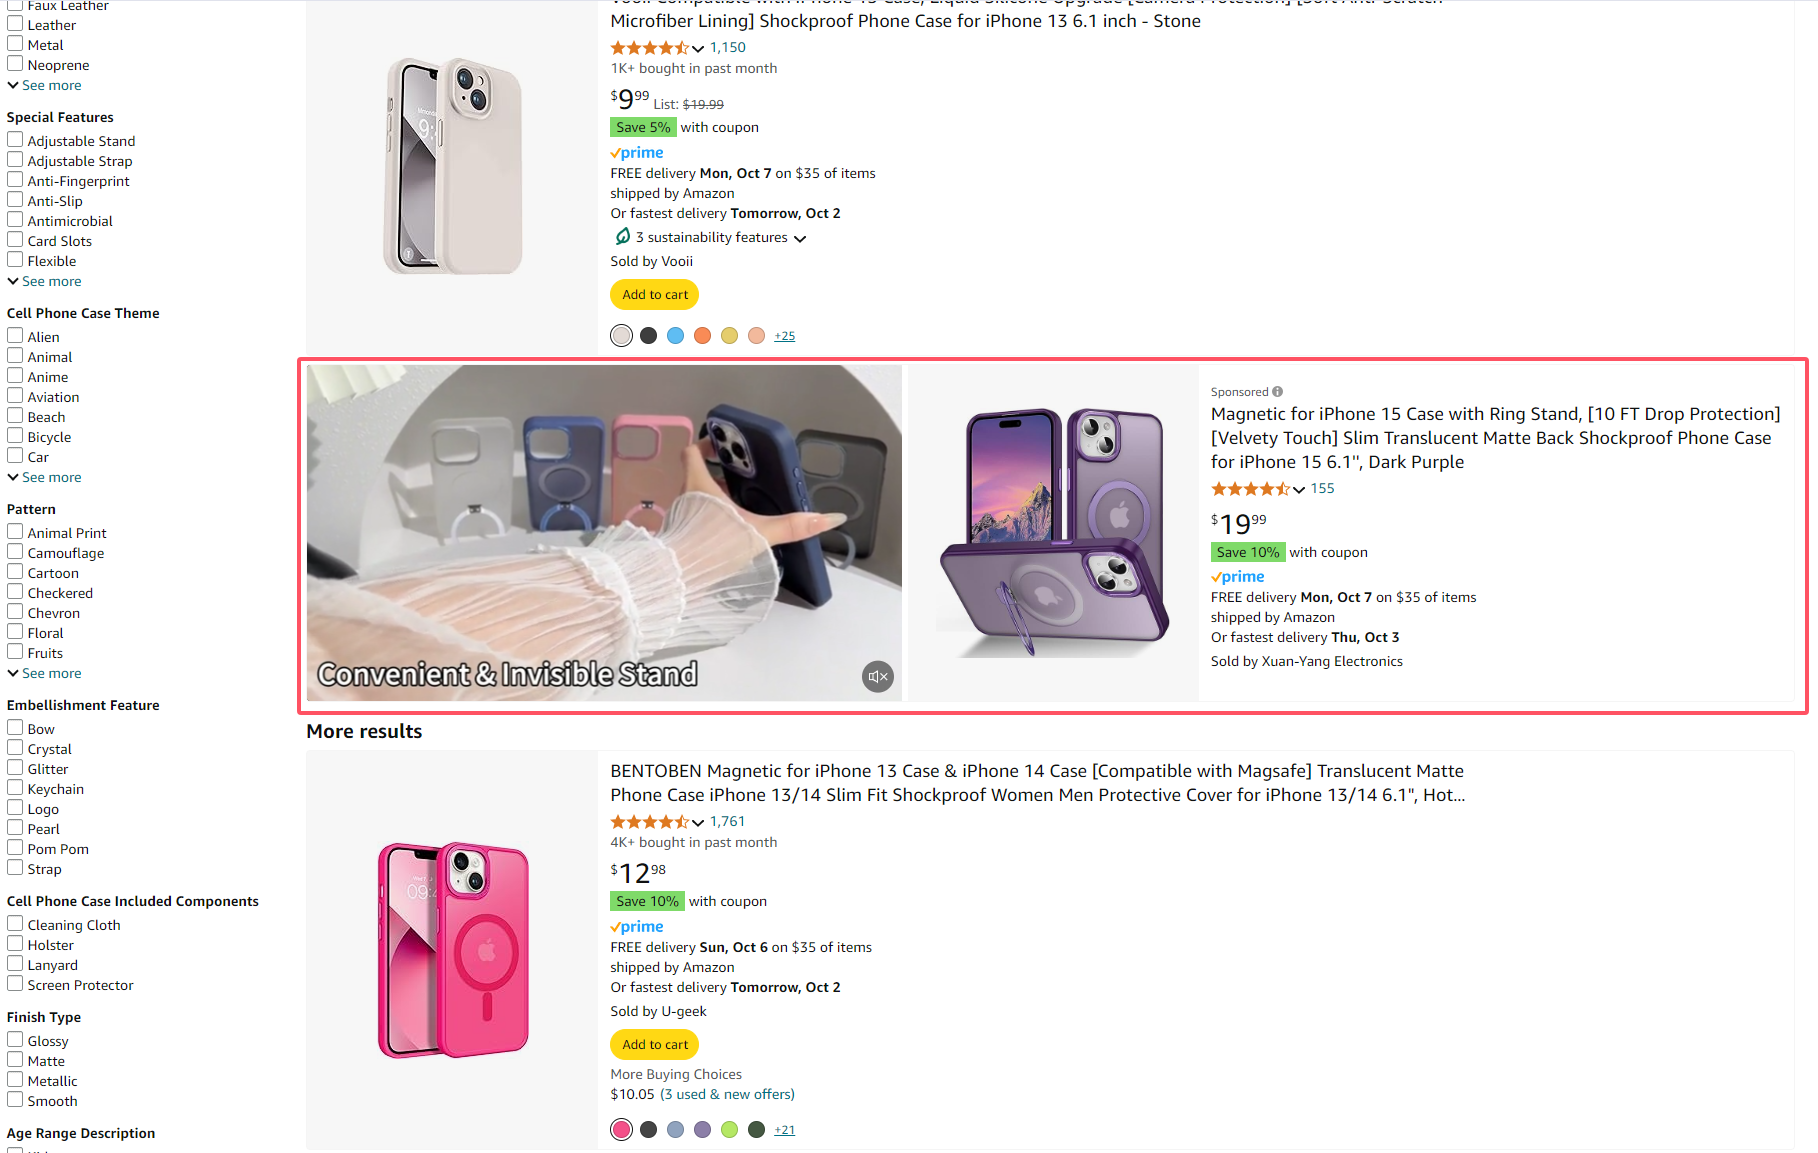 Faux Leather
Leather
Metal
Neoprene
See more
Special Features
Adjustable Stand
Adjustable Strap
Anti-Fingerprint
Anti-Slip
Antimicrobial
Card Slots
Flexible
See more
Cell Phone Case Theme
Alien
Animal
Anime
Aviation
Beach
Bicycle
Car
See more
Pattern
Animal Print
Camouflage
Cartoon
Checkered
Chevron
Floral
Fruits
See more
Embellishment Feature
Bow
Crystal
Glitter
Keychain
Logo
Pearl
Pom Pom
Strap
Cell Phone Case Included Components
Cleaning Cloth
Holster
Lanyard
Screen Protector
Finish Type
Glossy
Matte
Metallic
Smooth
Age Range Description
Microfiber Lining] Shockproof Phone Case for iPhone 13 6.1 inch - Stone
1,150
1K+ bought in past month
$9.99 List: $19.99
Save 5% with coupon
prime
FREE delivery Mon, Oct 7 on $35 of items
shipped by Amazon
Or fastest delivery Tomorrow, Oct 2
3 sustainability features
Sold by Vooii
Add to cart
+25
Convenient & Invisible Stand
Sponsored
Magnetic for iPhone 15 Case with Ring Stand, [10 FT Drop Protection]
[Velvety Touch] Slim Translucent Matte Back Shockproof Phone Case
for iPhone 15 6.1'', Dark Purple
155
$19.99
Save 10% with coupon
prime
FREE delivery Mon, Oct 7 on $35 of items
shipped by Amazon
Or fastest delivery Thu, Oct 3
Sold by Xuan-Yang Electronics
More results
BENTOBEN Magnetic for iPhone 13 Case & iPhone 14 Case [Compatible with Magsafe] Translucent Matte
Phone Case iPhone 13/14 Slim Fit Shockproof Women Men Protective Cover for iPhone 13/14 6.1", Hot...
1,761
4K+ bought in past month
$12.98
Save 10% with coupon
prime
FREE delivery Sun, Oct 6 on $35 of items
shipped by Amazon
Or fastest delivery Tomorrow, Oct 2
Sold by U-geek
Add to cart
More Buying Choices
$10.05 (3 used & new offers)
+21